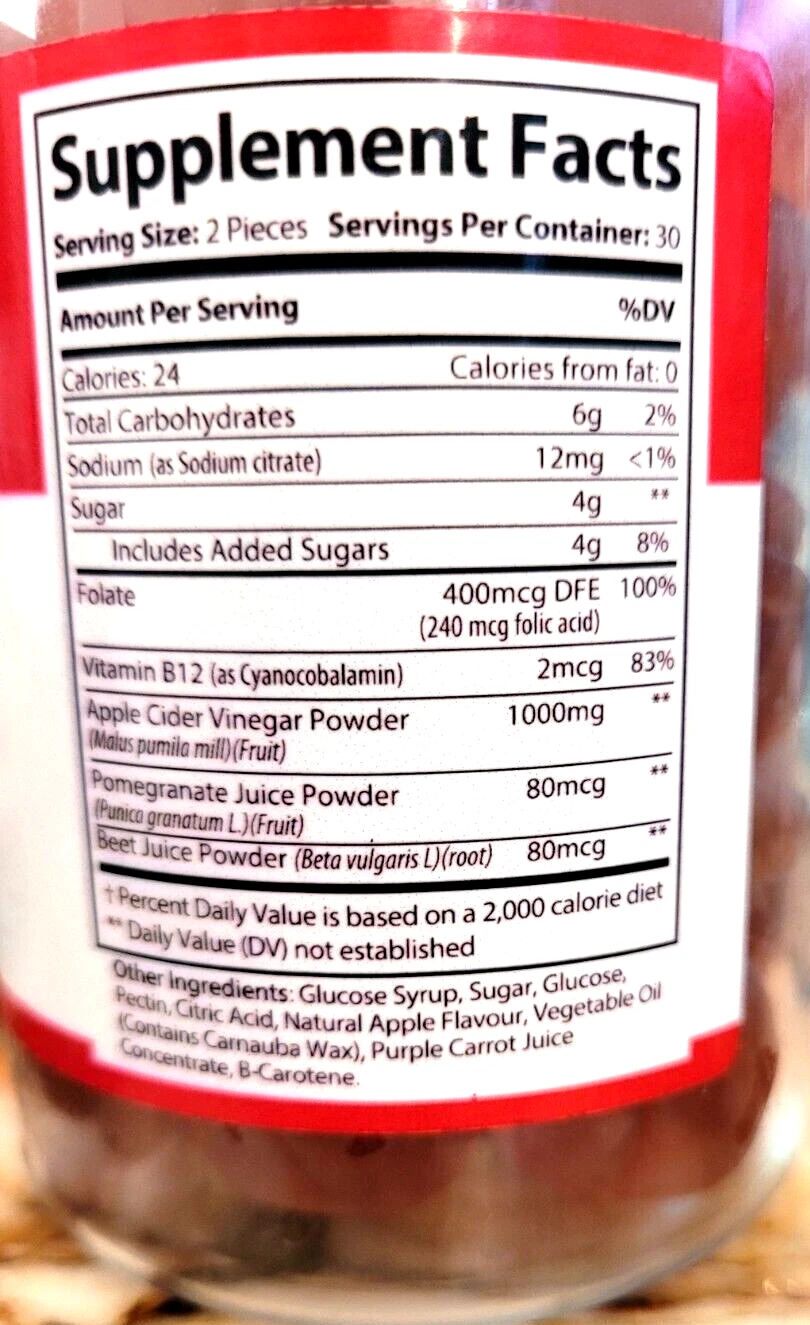 Supplement Facts
Serving Size: 2 Pieces Servings Per Container: 30
Amount Per Serving %DV
Calories: 24 Calories from fat: 0
Total Carbohydrates 6g 2%
Sodium (as Sodium citrate) 12mg <1%
Sugar 4g **
Includes Added Sugars 4g 8%
Folate 400mcg DFE 100%
(240 mcg folic acid)
Vitamin B12 (as Cyanocobalamin) 2mcg 83%
Apple Cider Vinegar Powder 1000mg **
(Malus pumila mill)(Fruit)
Pomegranate Juice Powder 80mcg **
(Punica granatum L.)(Fruit)
Beet Juice Powder (Beta vulgaris L)(root) 80mcg **
† Percent Daily Value is based on a 2,000 calorie diet
** Daily Value (DV) not established
Other Ingredients: Glucose Syrup, Sugar, Glucose,
Pectin, Citric Acid, Natural Apple Flavour, Vegetable Oil
(Contains Carnauba Wax), Purple Carrot Juice
Concentrate, B-Carotene.